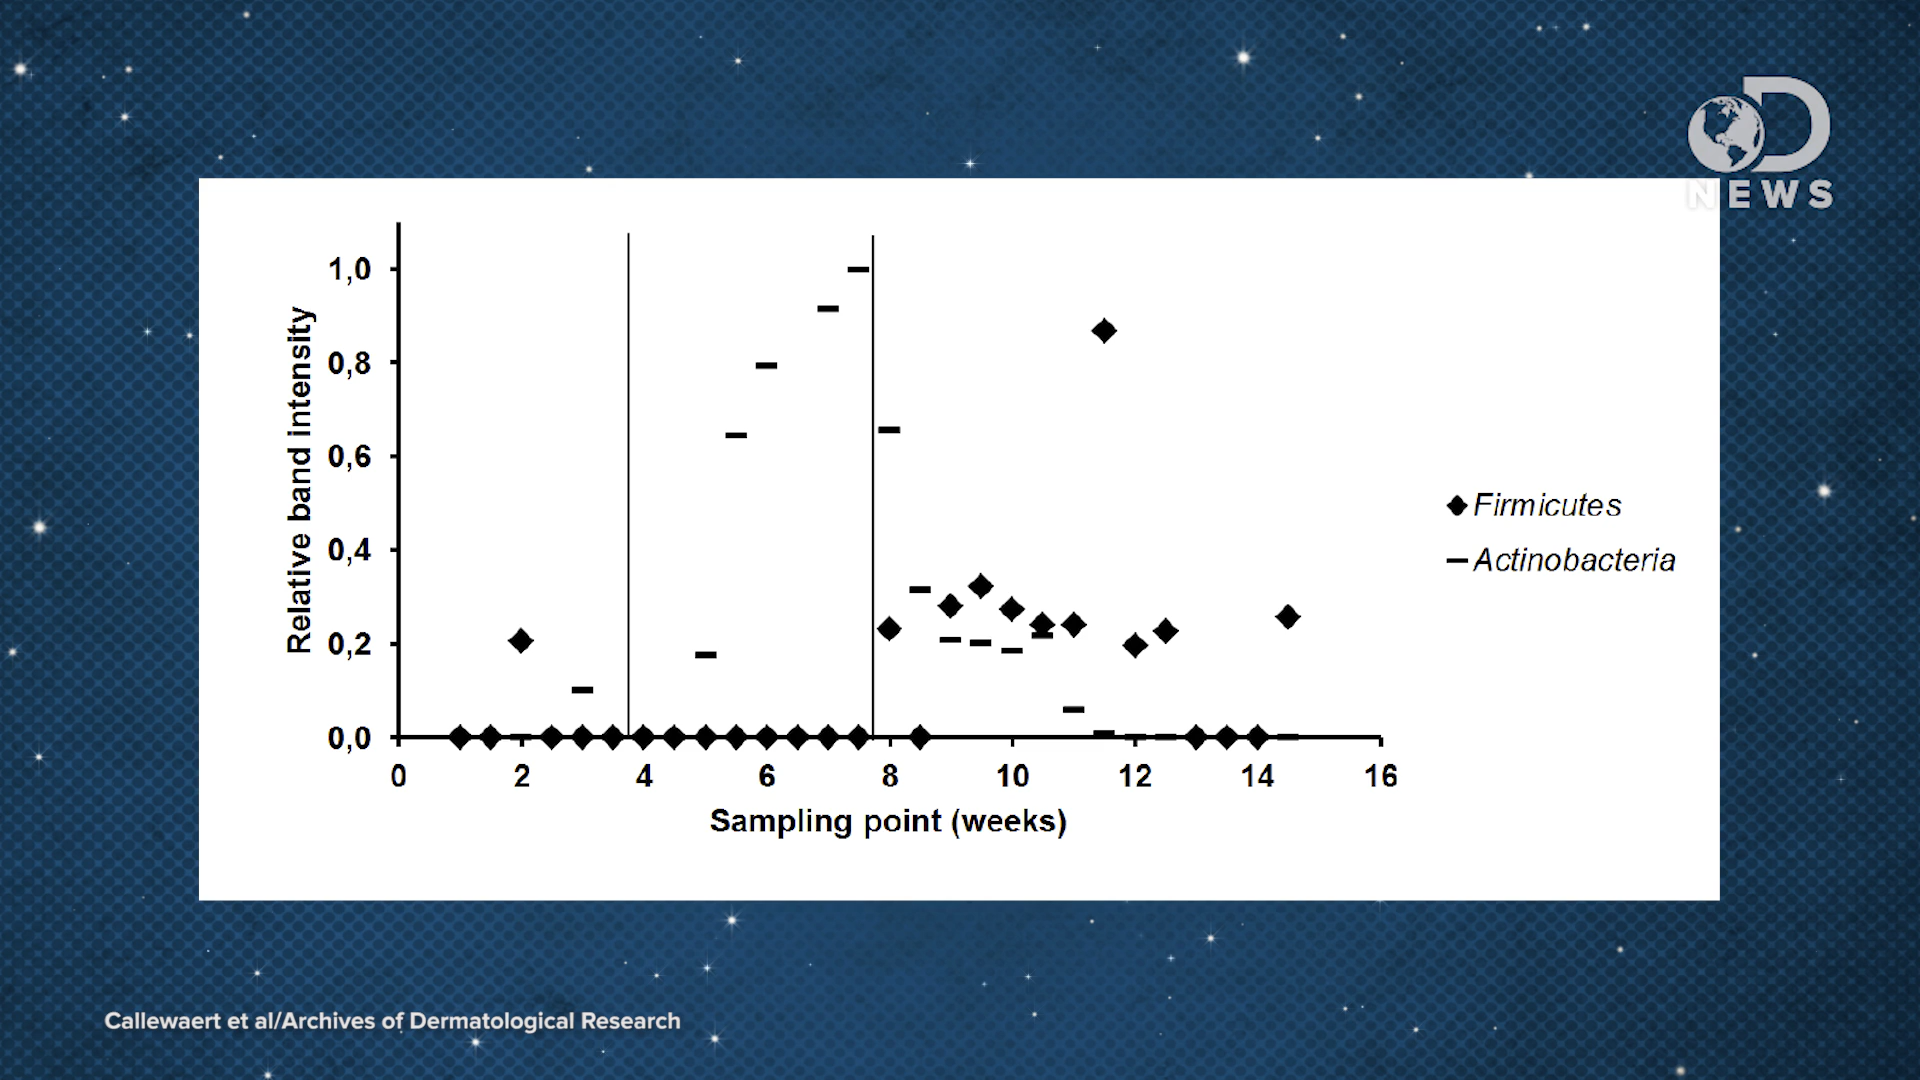 NEWS
1,0
0,8
0,6
0,4
0,2
0,0
Relative band intensity
0 2 4 6 8 10 12 14 16
Sampling point (weeks)
Firmicutes
Actinobacteria
Callewaert et al/Archives of Dermatological Research